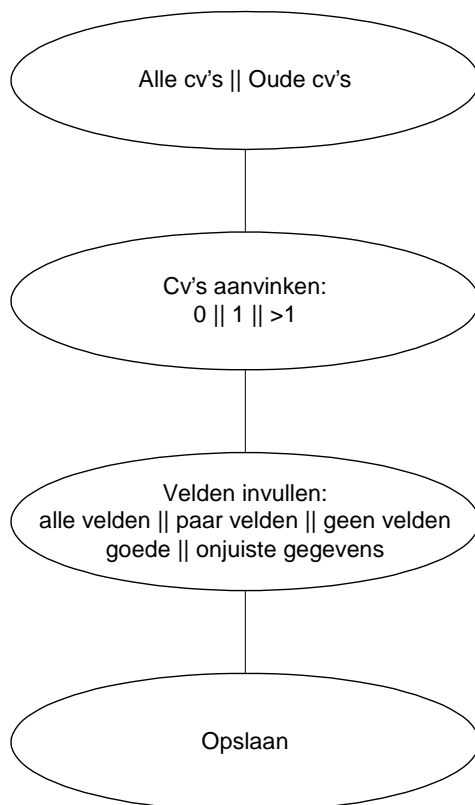 Alle cv's || Oude cv's
Cv's aanvinken:
0 || 1 || >1
Velden invullen:
alle velden || paar velden || geen velden
goede || onjuiste gegevens
Opslaan